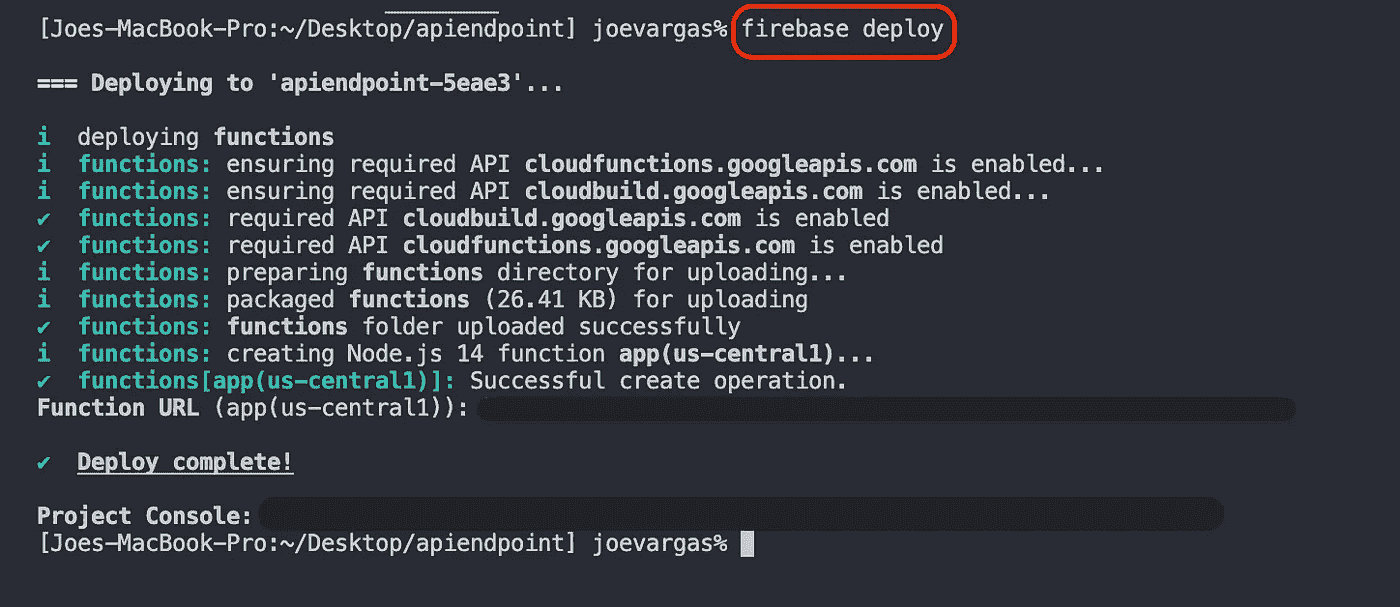 [Joes-MacBook-Pro:~/Desktop/apiendpoint] joevargas% firebase deploy
=== Deploying to 'apiendpoint-5eae3'...
i  deploying functions
i  functions: ensuring required API cloudfunctions.googleapis.com is enabled...
i  functions: ensuring required API cloudbuild.googleapis.com is enabled...
✔  functions: required API cloudbuild.googleapis.com is enabled
✔  functions: required API cloudfunctions.googleapis.com is enabled
i  functions: preparing functions directory for uploading...
i  functions: packaged functions (26.41 KB) for uploading
✔  functions: functions folder uploaded successfully
i  functions: creating Node.js 14 function app(us-central1)...
✔  functions[app(us-central1)]: Successful create operation.
Function URL (app(us-central1)):
✔  Deploy complete!
Project Console:
[Joes-MacBook-Pro:~/Desktop/apiendpoint] joevargas%